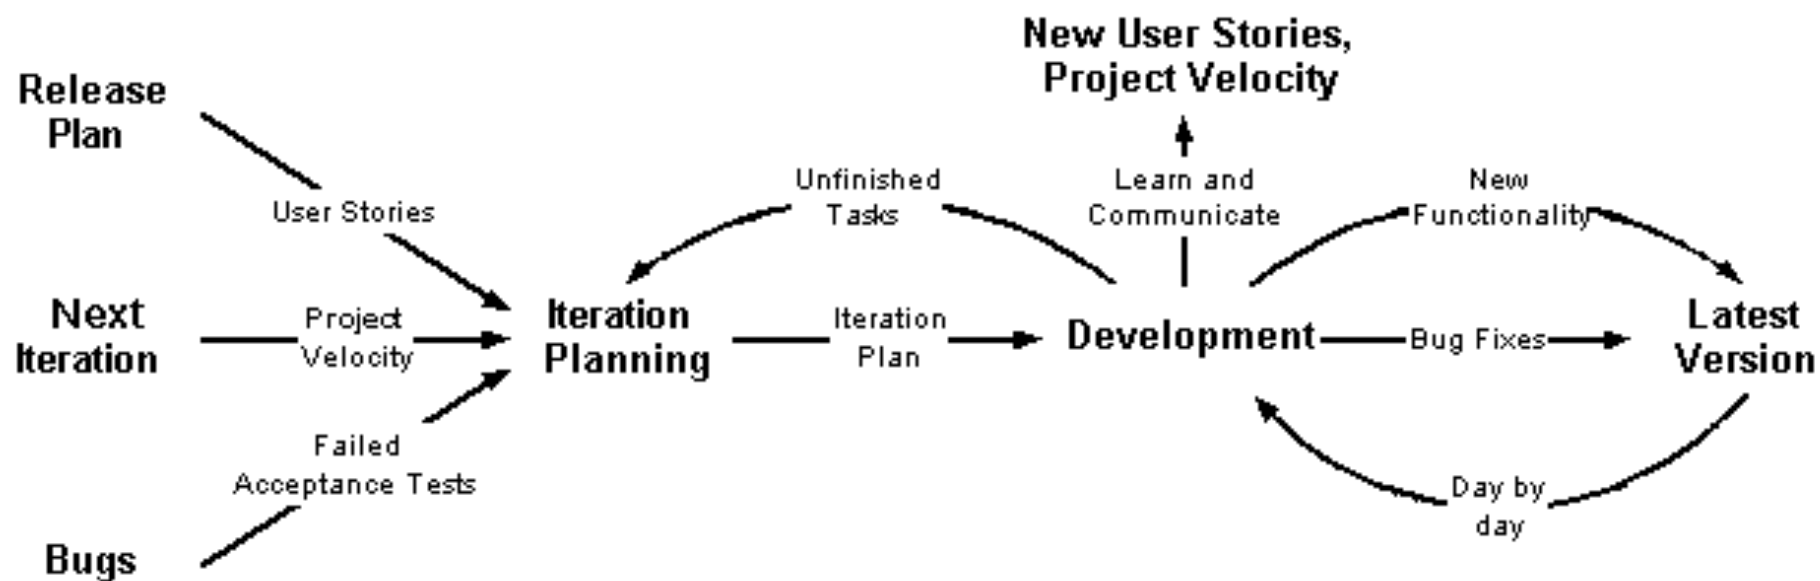 New User Stories,
Project Velocity
Release
Plan
User Stories
Unfinished
Tasks
Learn and
Communicate
New
Functionality
Next
Iteration
Project
Velocity
Iteration
Planning
Iteration
Plan
Development
Bug Fixes
Latest
Version
Failed
Acceptance Tests
Day by
day
Bugs